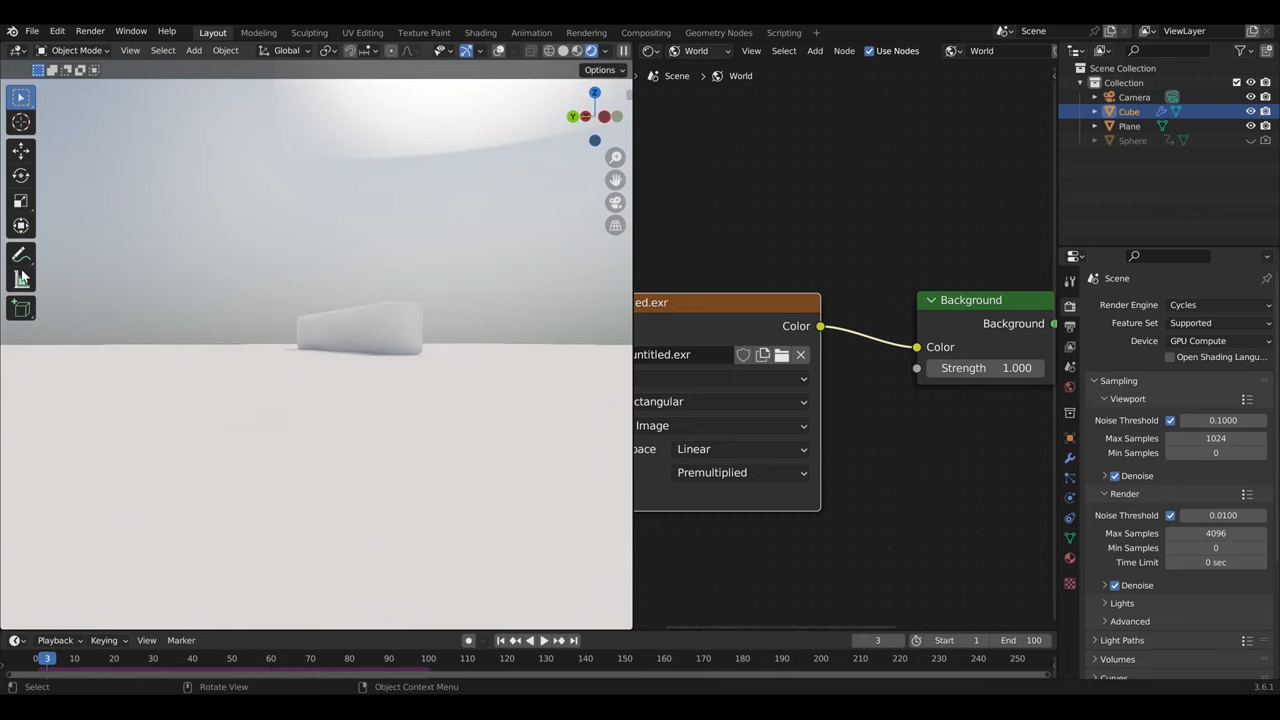 File Edit Render Window Help Layout Modeling Sculpting UV Editing Texture Paint Shading Animation Rendering Compositing Geometry Nodes Scripting Scene ViewLayer
Object Mode View Select Add Object Global World View Select Add Node Use Nodes World
Options
Scene World
Scene Collection
Collection
Camera
Cube
Plane
Sphere
Z
Y
ed.exr
Color
untitled.exr
ctangular
Image
pace Linear
Premultiplied
Background
Background
Color
Strength 1.000
Scene
Render Engine Cycles
Feature Set Supported
Device GPU Compute
Open Shading Langu...
Sampling
Viewport
Noise Threshold 0.1000
Max Samples 1024
Min Samples 0
Denoise
Render
Noise Threshold 0.0100
Max Samples 4096
Min Samples 0
Time Limit 0 sec
Denoise
Lights
Advanced
Light Paths
Volumes
Playback Keying View Marker 3 Start 1 End 100
0 3 10 20 30 40 50 60 70 80 90 100 110 120 130 140 150 160 170 180 190 200 210 220 230 240 250
Select Rotate View Object Context Menu 3.6.1